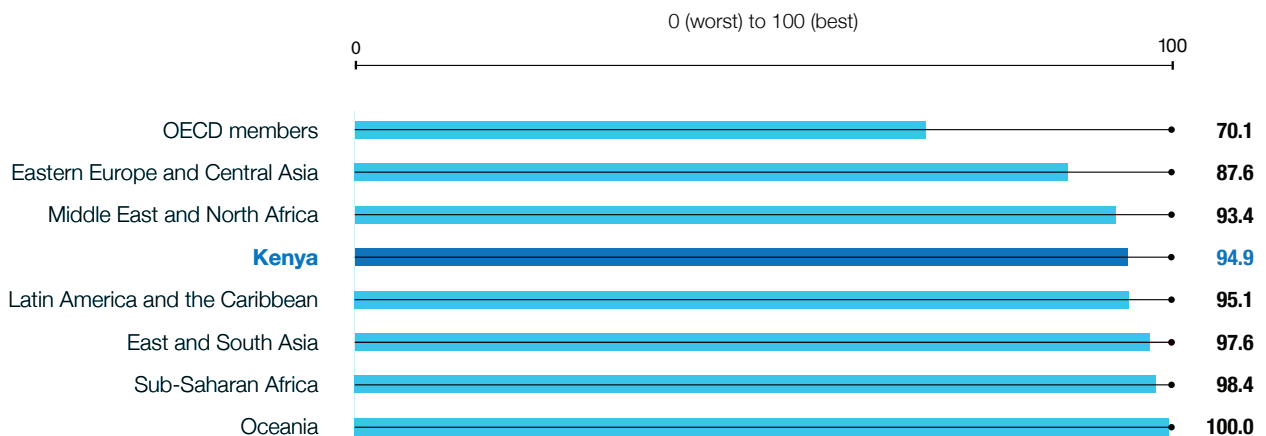 0 (worst) to 100 (best)
0 100
OECD members 70.1
Eastern Europe and Central Asia 87.6
Middle East and North Africa 93.4
Kenya 94.9
Latin America and the Caribbean 95.1
East and South Asia 97.6
Sub-Saharan Africa 98.4
Oceania 100.0